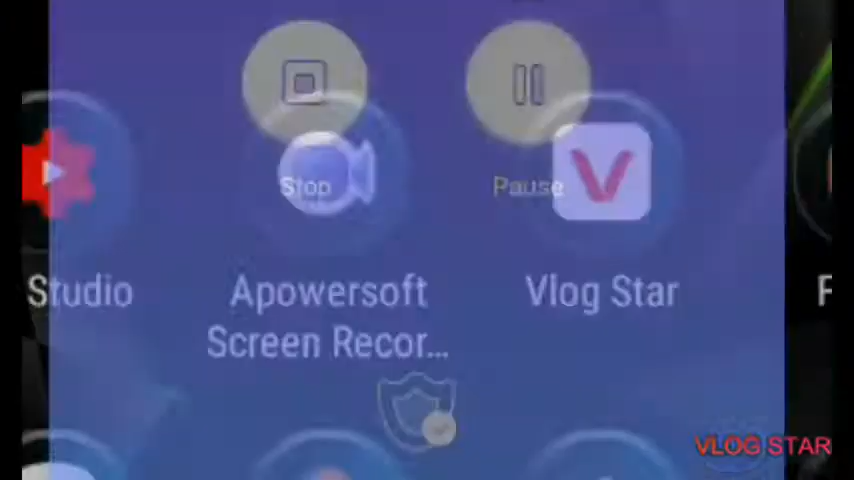 Stop
Pause
Studio
Apowersoft
Screen Recor...
Vlog Star
F
VLOG STAR